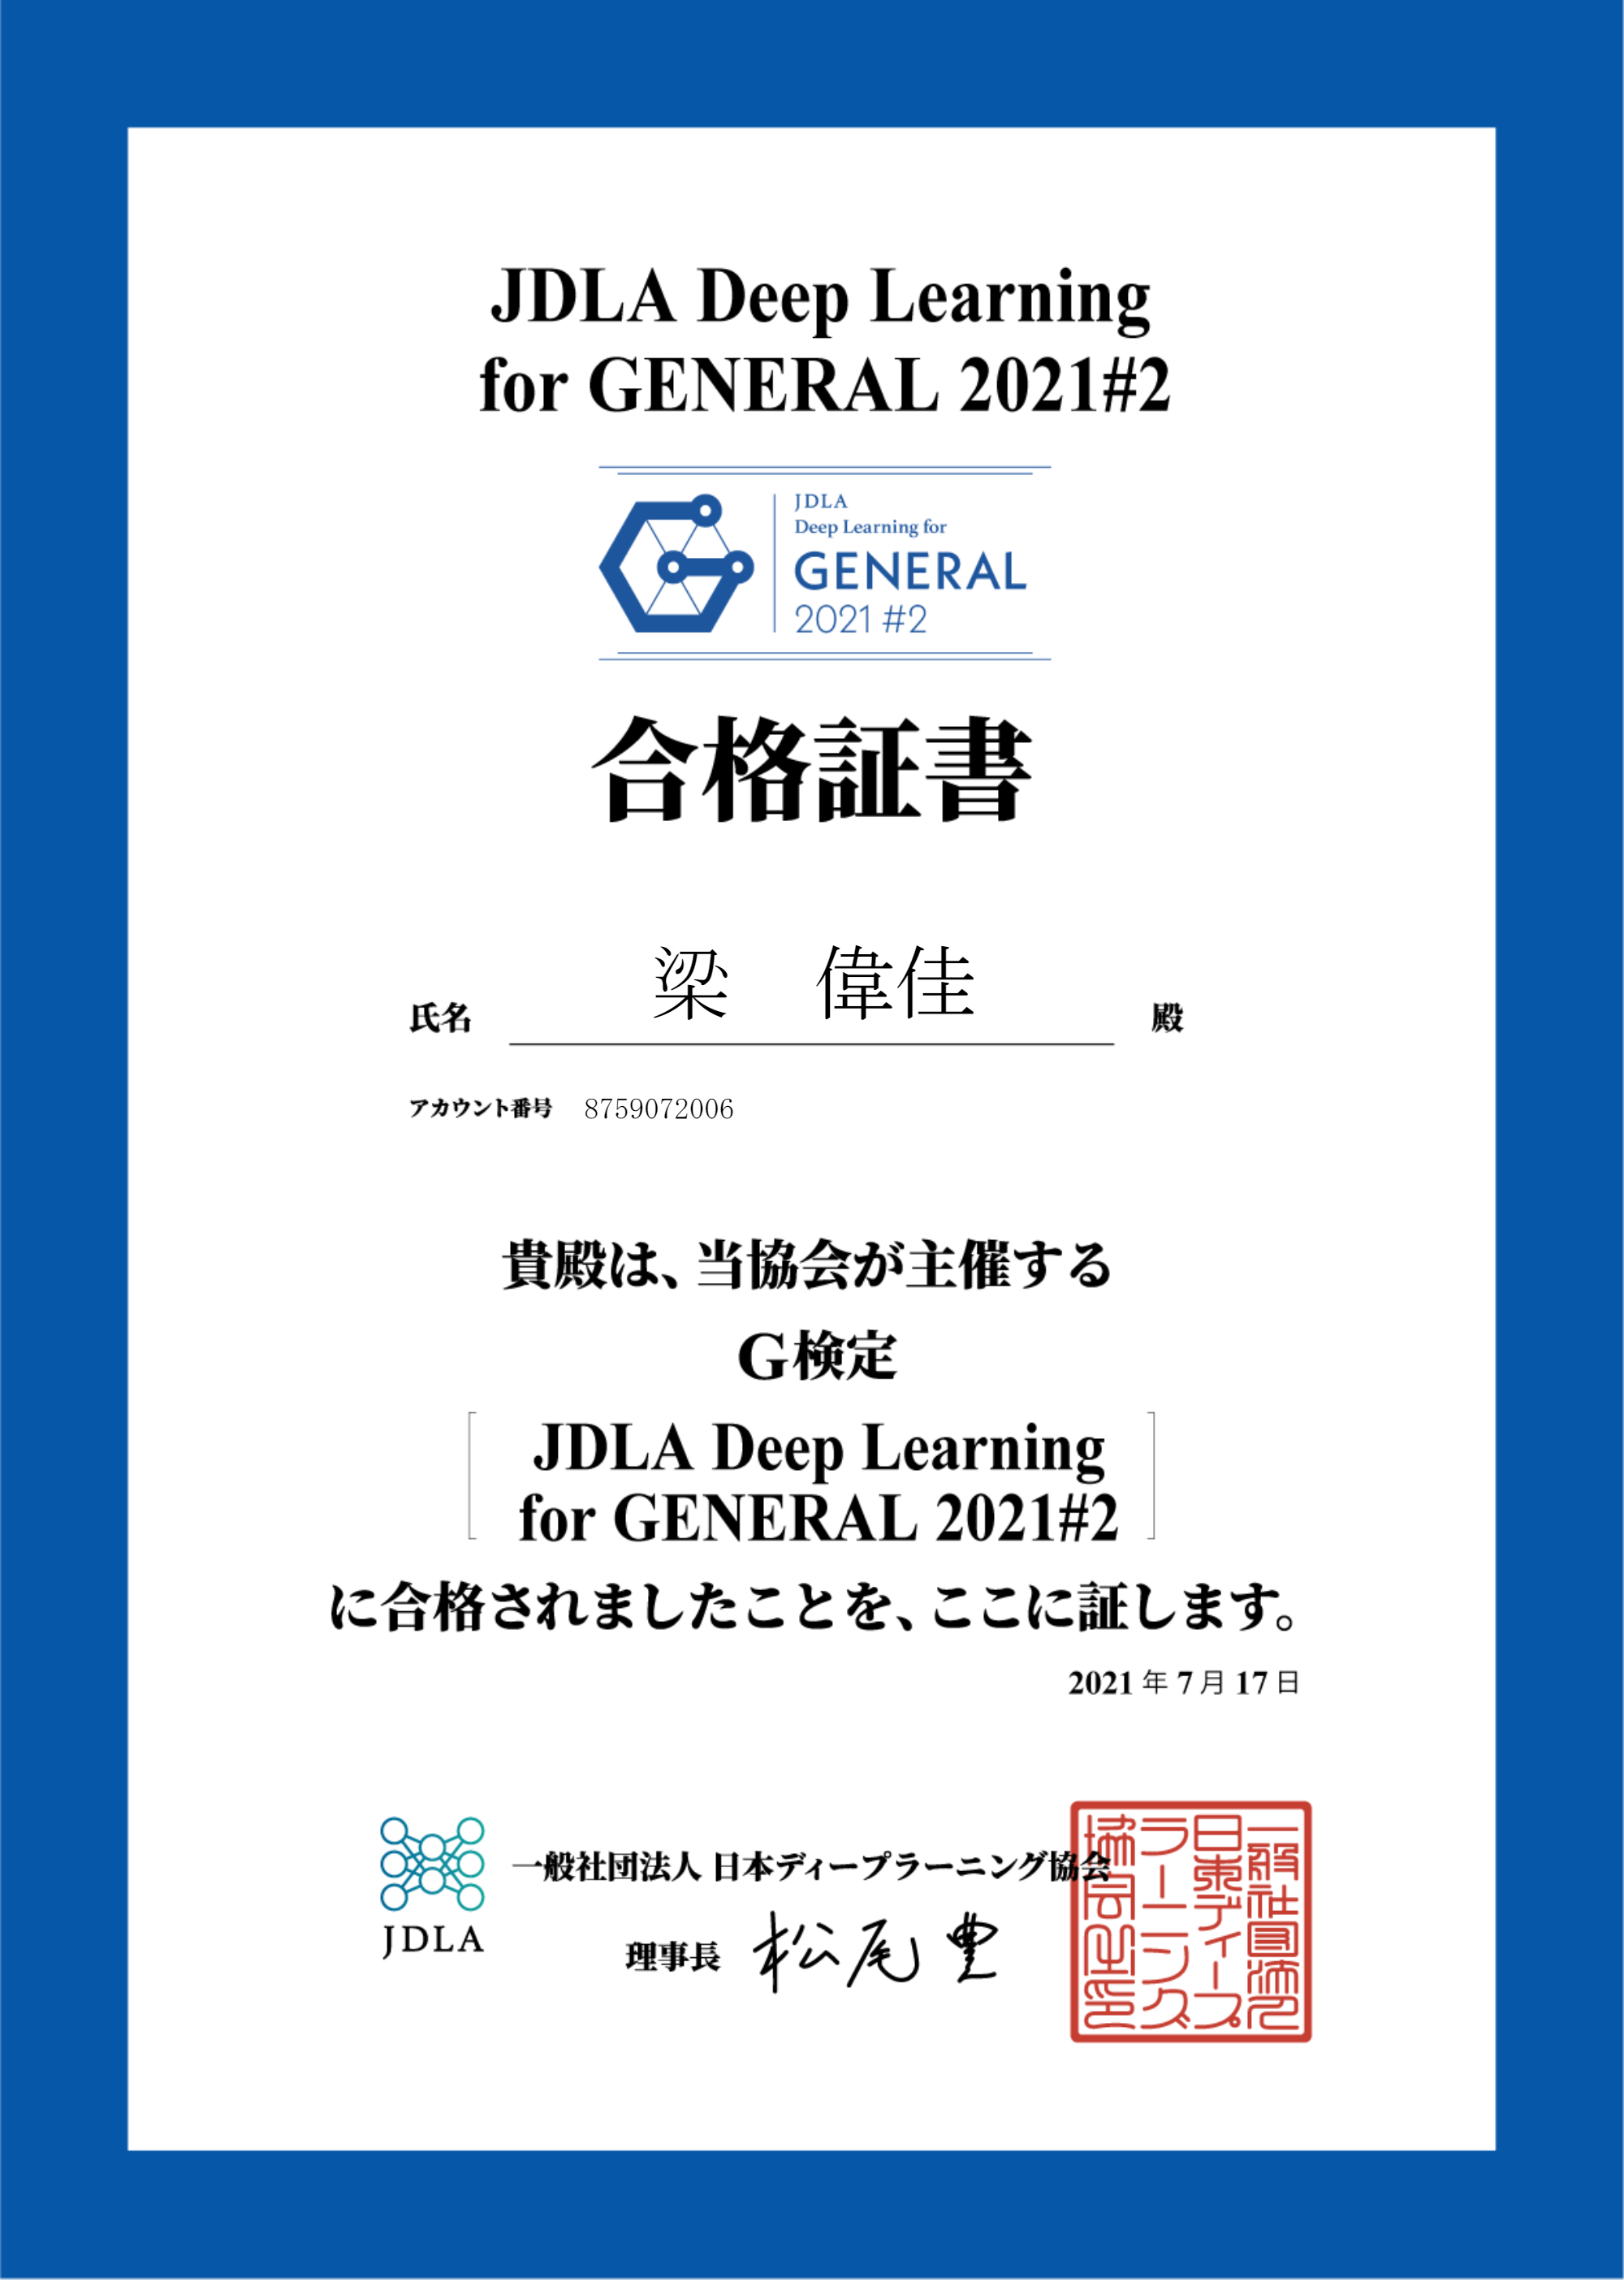 JDLA Deep Learning
for GENERAL 2021#2
JDLA
Deep Learning for
GENERAL
2021 #2
合格証書
氏名 梁 偉佳 殿
アカウント番号 8759072006
貴殿は、当協会が主催する
G検定
JDLA Deep Learning
for GENERAL 2021#2
に合格されましたことを、ここに証します。
2021 年 7 月 17 日
JDLA
一般社団法人 日本ディープラーニング協会
理事長 松尾 豊
一般社団法人
日本ディープ
ラーニング
協会之印